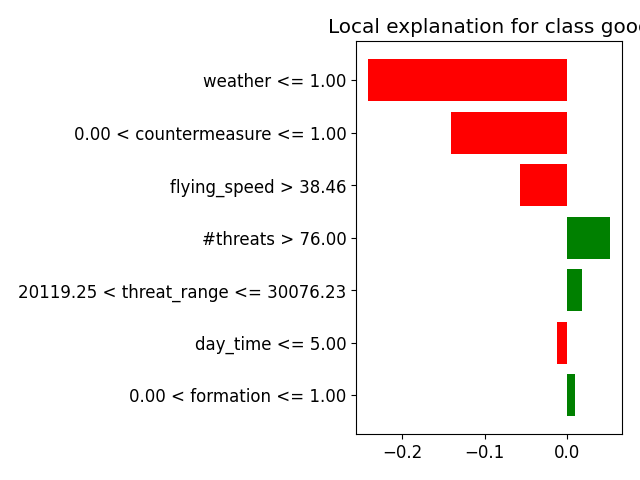 Local explanation for class good
weather <= 1.00
0.00 < countermeasure <= 1.00
flying_speed > 38.46
#threats > 76.00
20119.25 < threat_range <= 30076.23
day_time <= 5.00
0.00 < formation <= 1.00
−0.2 −0.1 0.0